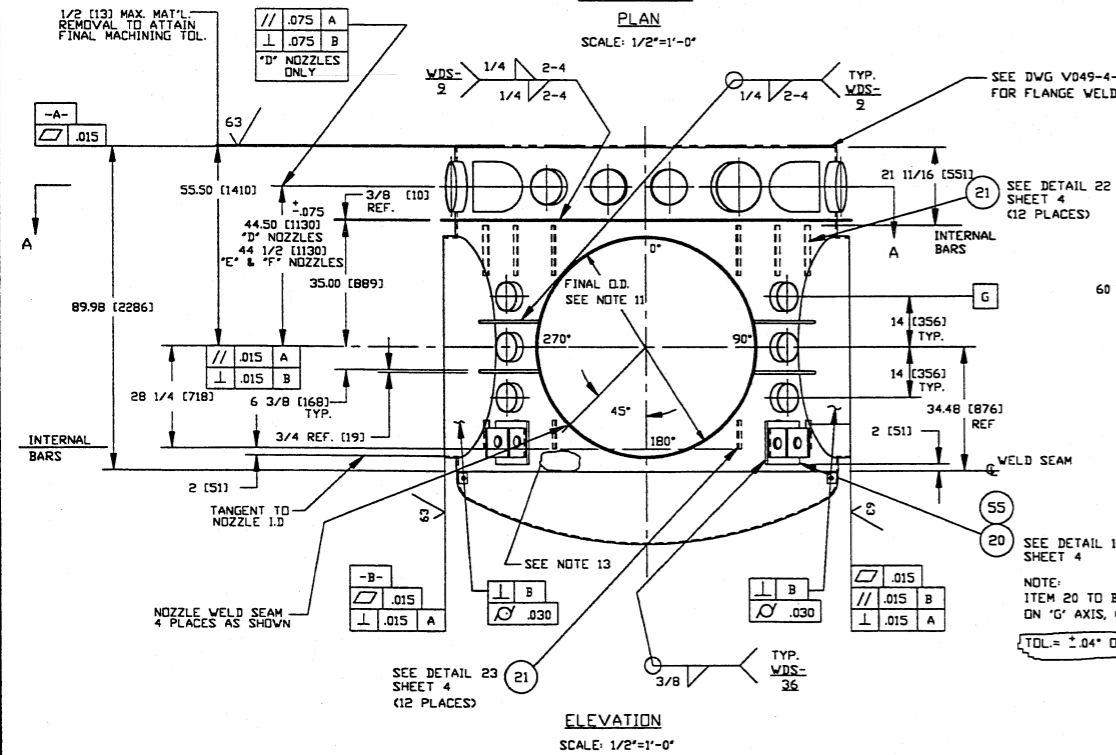 PLAN
SCALE: 1/2"=1'-0"
1/2 [13] MAX. MAT'L.
REMOVAL TO ATTAIN
FINAL MACHINING TOL.
// .075 A
⊥ .075 B
"D" NOZZLES
ONLY
WDS-
9
1/4 2-4
1/4 2-4
1/4 2-4
TYP.
WDS-
9
SEE DWG V049-4-
FOR FLANGE WELD
-A-
⏥ .015
63
55.50 [1410]
3/8 [10]
REF.
21 11/16 [551]
21
SEE DETAIL 22
SHEET 4
(12 PLACES)
A
A
INTERNAL
BARS
±.075
44.50 [1130]
"D" NOZZLES
44 1/2 [1130]
"E" & "F" NOZZLES
35.00 [889]
0°
FINAL O.D.
SEE NOTE 11
G
60
89.98 [2286]
14 [356]
TYP.
270°
90°
// .015 A
⊥ .015 B
28 1/4 [718]
6 3/8 [168]
TYP.
14 [356]
TYP.
45°
34.48 [876]
REF
3/4 REF. [19]
180°
INTERNAL
BARS
2 [51]
WELD SEAM
2 [51]
TANGENT TO
NOZZLE I.D
63
63
55
20
SEE DETAIL 1
SHEET 4
SEE NOTE 13
NOTE:
ITEM 20 TO B
ON "G" AXIS,
TOL.= ±.04" O
-B-
⏥ .015
⊥ .015 A
⊥ B
⌭ .030
⊥ B
⌭ .030
⏥ .015
// .015 B
⊥ .015 A
NOZZLE WELD SEAM
4 PLACES AS SHOWN
SEE DETAIL 23
SHEET 4
(12 PLACES)
21
3/8
TYP.
WDS-
36
ELEVATION
SCALE: 1/2"=1'-0"